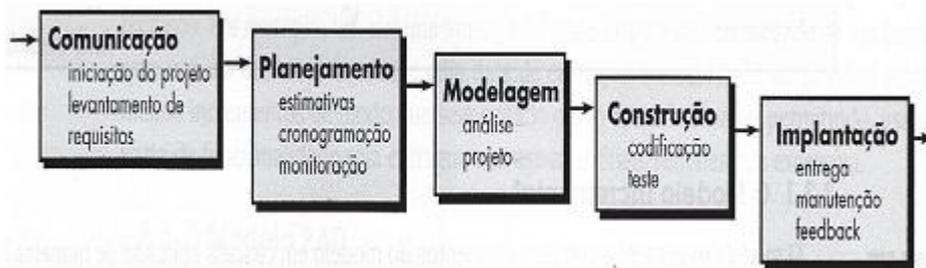 Comunicação
iniciação do projeto
levantamento de
requisitos
Planejamento
estimativas
cronogramação
monitoração
Modelagem
análise
projeto
Construção
codificação
teste
Implantação
entrega
manutenção
feedback